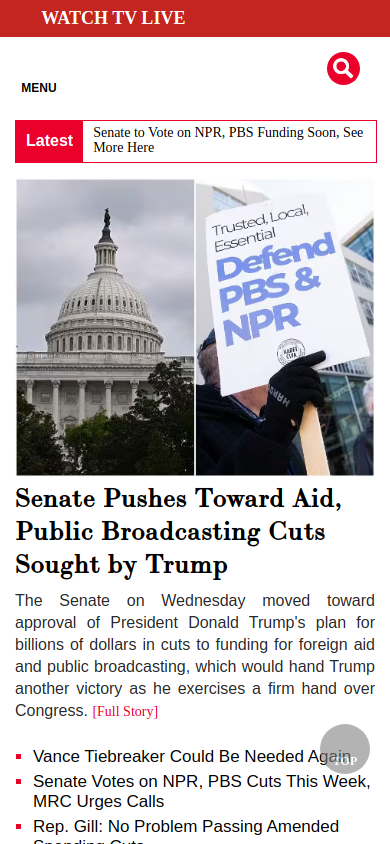 WATCH TV LIVE
MENU
Latest
Senate to Vote on NPR, PBS Funding Soon, See
More Here
Trusted, Local,
Essential
Defend
PBS &
NPR
Senate Pushes Toward Aid,
Public Broadcasting Cuts
Sought by Trump
The Senate on Wednesday moved toward
approval of President Donald Trump's plan for
billions of dollars in cuts to funding for foreign aid
and public broadcasting, which would hand Trump
another victory as he exercises a firm hand over
Congress. [Full Story]
Vance Tiebreaker Could Be Needed Again
TOP
Senate Votes on NPR, PBS Cuts This Week,
MRC Urges Calls
Rep. Gill: No Problem Passing Amended
Spending Cuts